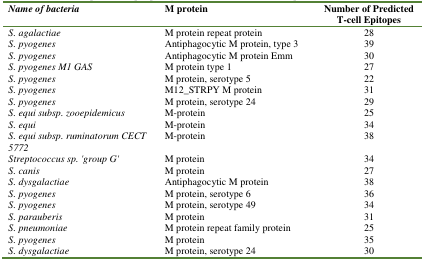 Name of bacteria M protein Number of Predicted
T-cell Epitopes
S. agalactiae M protein repeat protein 28
S. pyogenes Antiphagocytic M protein, type 3 39
S. pyogenes Antiphagocytic M protein Emm 30
S. pyogenes M1 GAS M protein type 1 27
S. pyogenes M protein, serotype 5 22
S. pyogenes M12_STRPY M protein 31
S. pyogenes M protein, serotype 24 29
S. equi subsp. zooepidemicus M-protein 25
S. equi M-protein 34
S. equi subsp. ruminatorum CECT M-protein 38
5772
Streptococcus sp. 'group G' M protein 34
S. canis M protein 27
S. dysgalactiae Antiphagocytic M protein 38
S. pyogenes M protein, serotype 6 36
S. pyogenes M protein, serotype 49 34
S. parauberis M protein 31
S. pneumoniae M protein repeat family protein 25
S. pyogenes M protein 35
S. dysgalactiae M protein, serotype 24 30